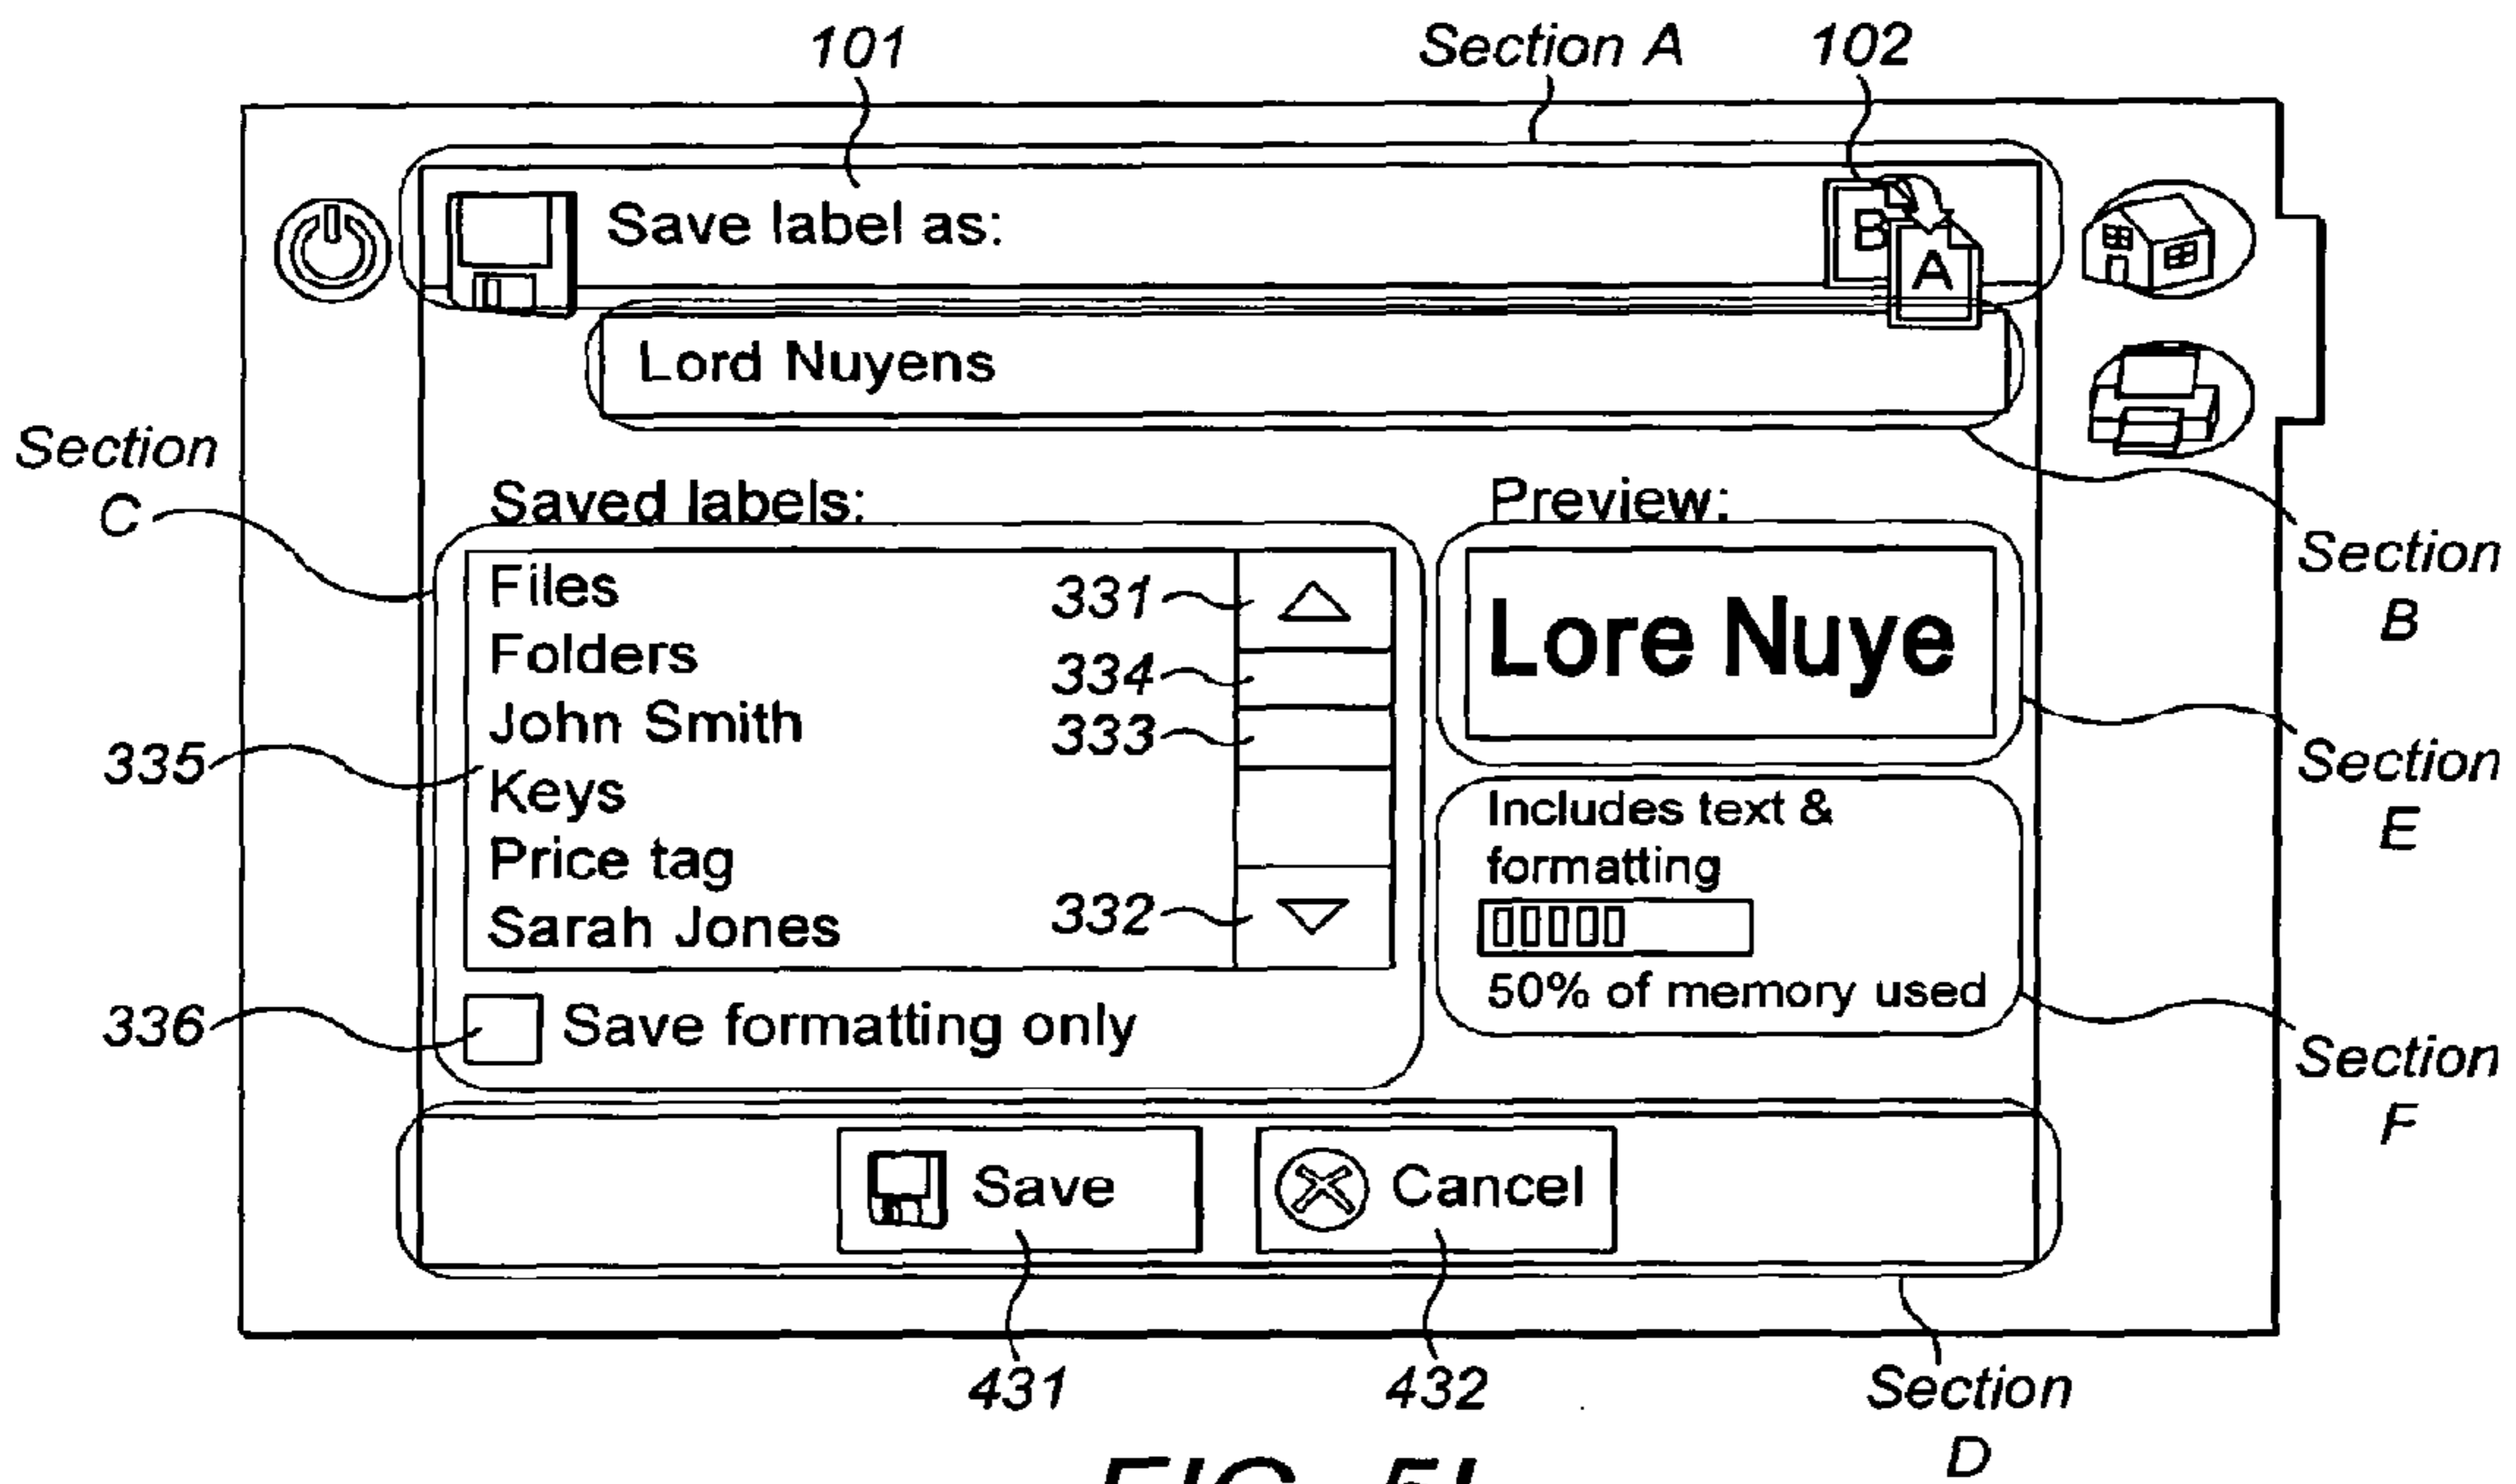 101
Section A
102
Save label as:
B
A
Lord Nuyens
Section
C
Saved labels:
Preview:
Section
B
Files
331
Folders
334
John Smith
333
335
Keys
Price tag
Sarah Jones
332
Lore Nuye
Section
E
Includes text &
formatting
50% of memory used
336
Save formatting only
Section
F
Save
Cancel
431
432
Section
D